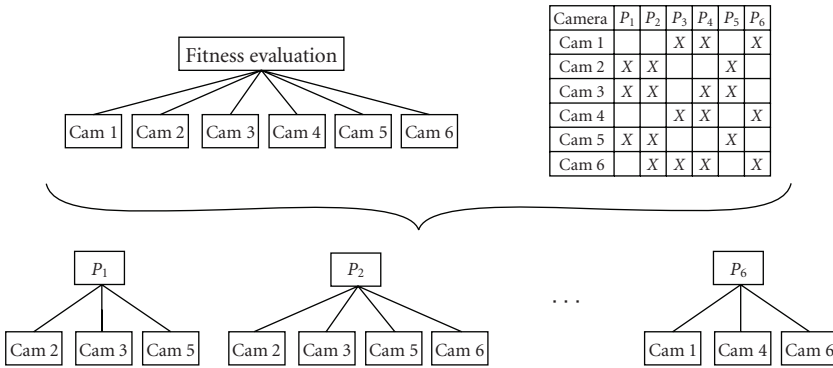 Fitness evaluation
Cam 1 Cam 2 Cam 3 Cam 4 Cam 5 Cam 6
Camera P1 P2 P3 P4 P5 P6
Cam 1 X X X
Cam 2 X X X
Cam 3 X X X X
Cam 4 X X X
Cam 5 X X X
Cam 6 X X X X
P1
Cam 2 Cam 3 Cam 5
P2
Cam 2 Cam 3 Cam 5 Cam 6
. . .
P6
Cam 1 Cam 4 Cam 6